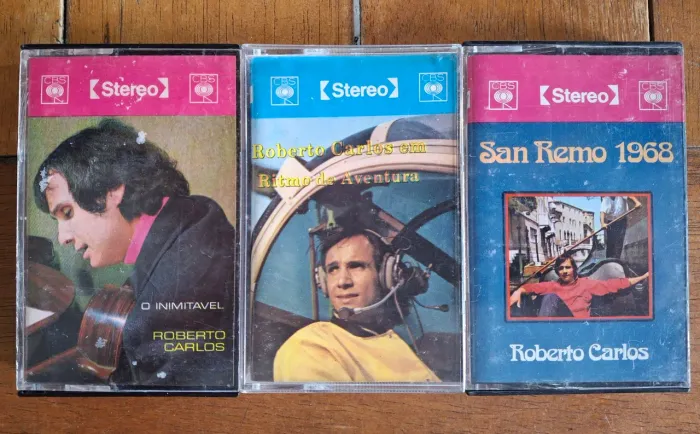 CBS
Stereo
CBS
O INIMITAVEL
ROBERTO
CARLOS
CBS
Stereo
CBS
Roberto Carlos em
Ritmo de Aventura
CBS
Stereo
CBS
San Remo 1968
Roberto Carlos